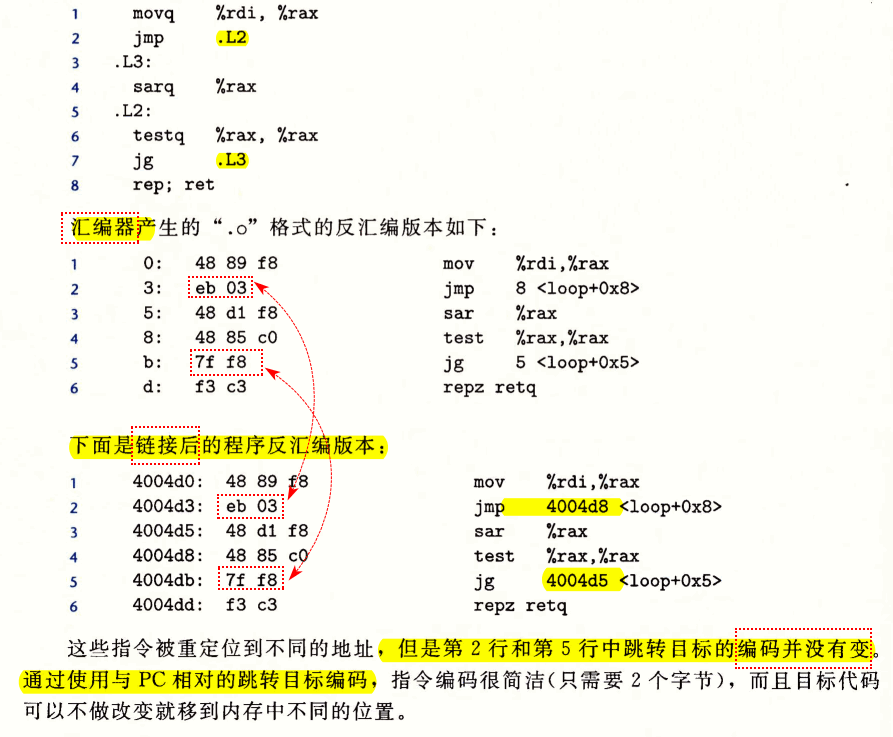 1 movq %rdi, %rax
2 jmp .L2
3 .L3:
4 sarq %rax
5 .L2:
6 testq %rax, %rax
7 jg .L3
8 rep; ret
汇编器产生的“.o”格式的反汇编版本如下：
1 0: 48 89 f8 mov %rdi,%rax
2 3: eb 03 jmp 8 <loop+0x8>
3 5: 48 d1 f8 sar %rax
4 8: 48 85 c0 test %rax,%rax
5 b: 7f f8 jg 5 <loop+0x5>
6 d: f3 c3 repz retq
下面是链接后的程序反汇编版本：
1 4004d0: 48 89 f8 mov %rdi,%rax
2 4004d3: eb 03 jmp 4004d8 <loop+0x8>
3 4004d5: 48 d1 f8 sar %rax
4 4004d8: 48 85 c0 test %rax,%rax
5 4004db: 7f f8 jg 4004d5 <loop+0x5>
6 4004dd: f3 c3 repz retq
这些指令被重定位到不同的地址，但是第 2 行和第 5 行中跳转目标的编码并没有变。
通过使用与 PC 相对的跳转目标编码，指令编码很简洁(只需要 2 个字节)，而且目标代码
可以不做改变就移到内存中不同的位置。